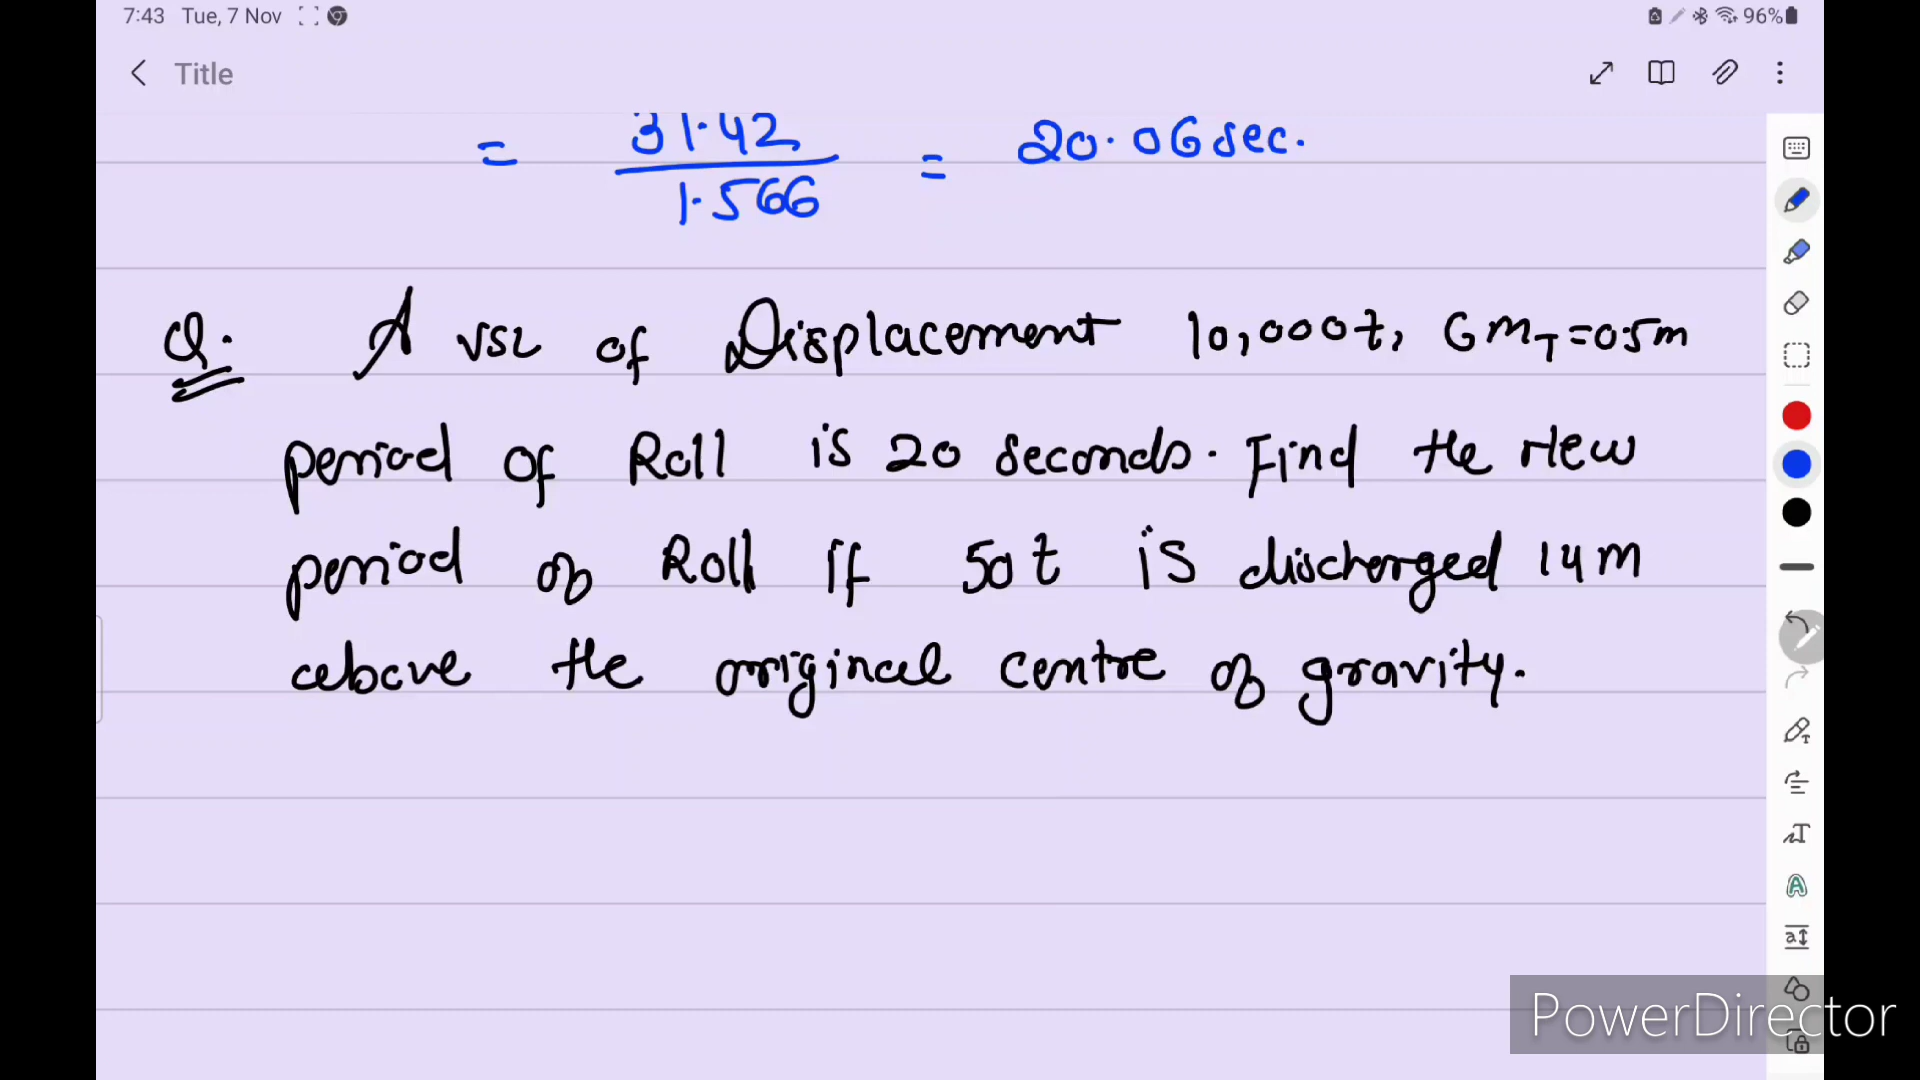 7:43 Tue, 7 Nov 96%
Title
= 31.42 / 1.566 = 20.06 sec.
Q. A vsl of Displacement 10,000t, GMT=0.5m
period of Roll is 20 seconds. Find the New
period of Roll if 50t is discharged 14m
above the original centre of gravity.
PowerDirector